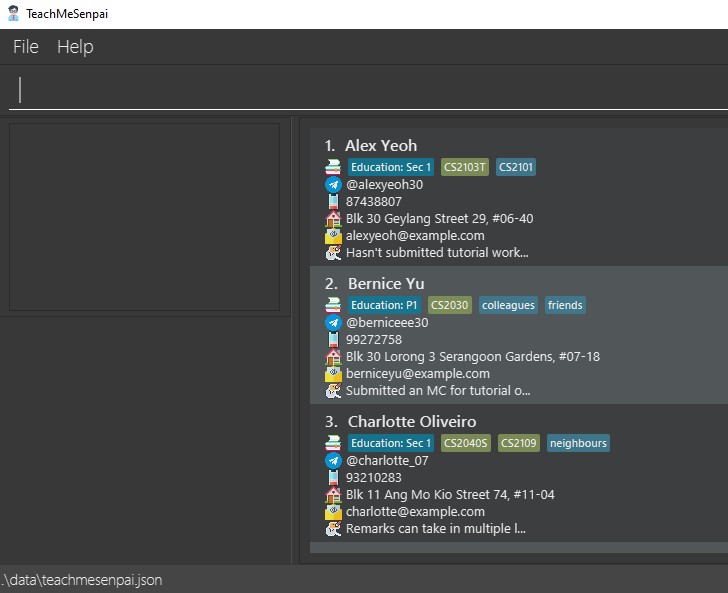 TeachMeSenpai
File Help
1. Alex Yeoh
Education: Sec 1 CS2103T CS2101
@alexyeoh30
87438807
Blk 30 Geylang Street 29, #06-40
alexyeoh@example.com
Hasn't submitted tutorial work...
2. Bernice Yu
Education: P1 CS2030 colleagues friends
@berniceee30
99272758
Blk 30 Lorong 3 Serangoon Gardens, #07-18
berniceyu@example.com
Submitted an MC for tutorial o...
3. Charlotte Oliveiro
Education: Sec 1 CS2040S CS2109 neighbours
@charlotte_07
93210283
Blk 11 Ang Mo Kio Street 74, #11-04
charlotte@example.com
Remarks can take in multiple l...
.\data\teachmesenpai.json